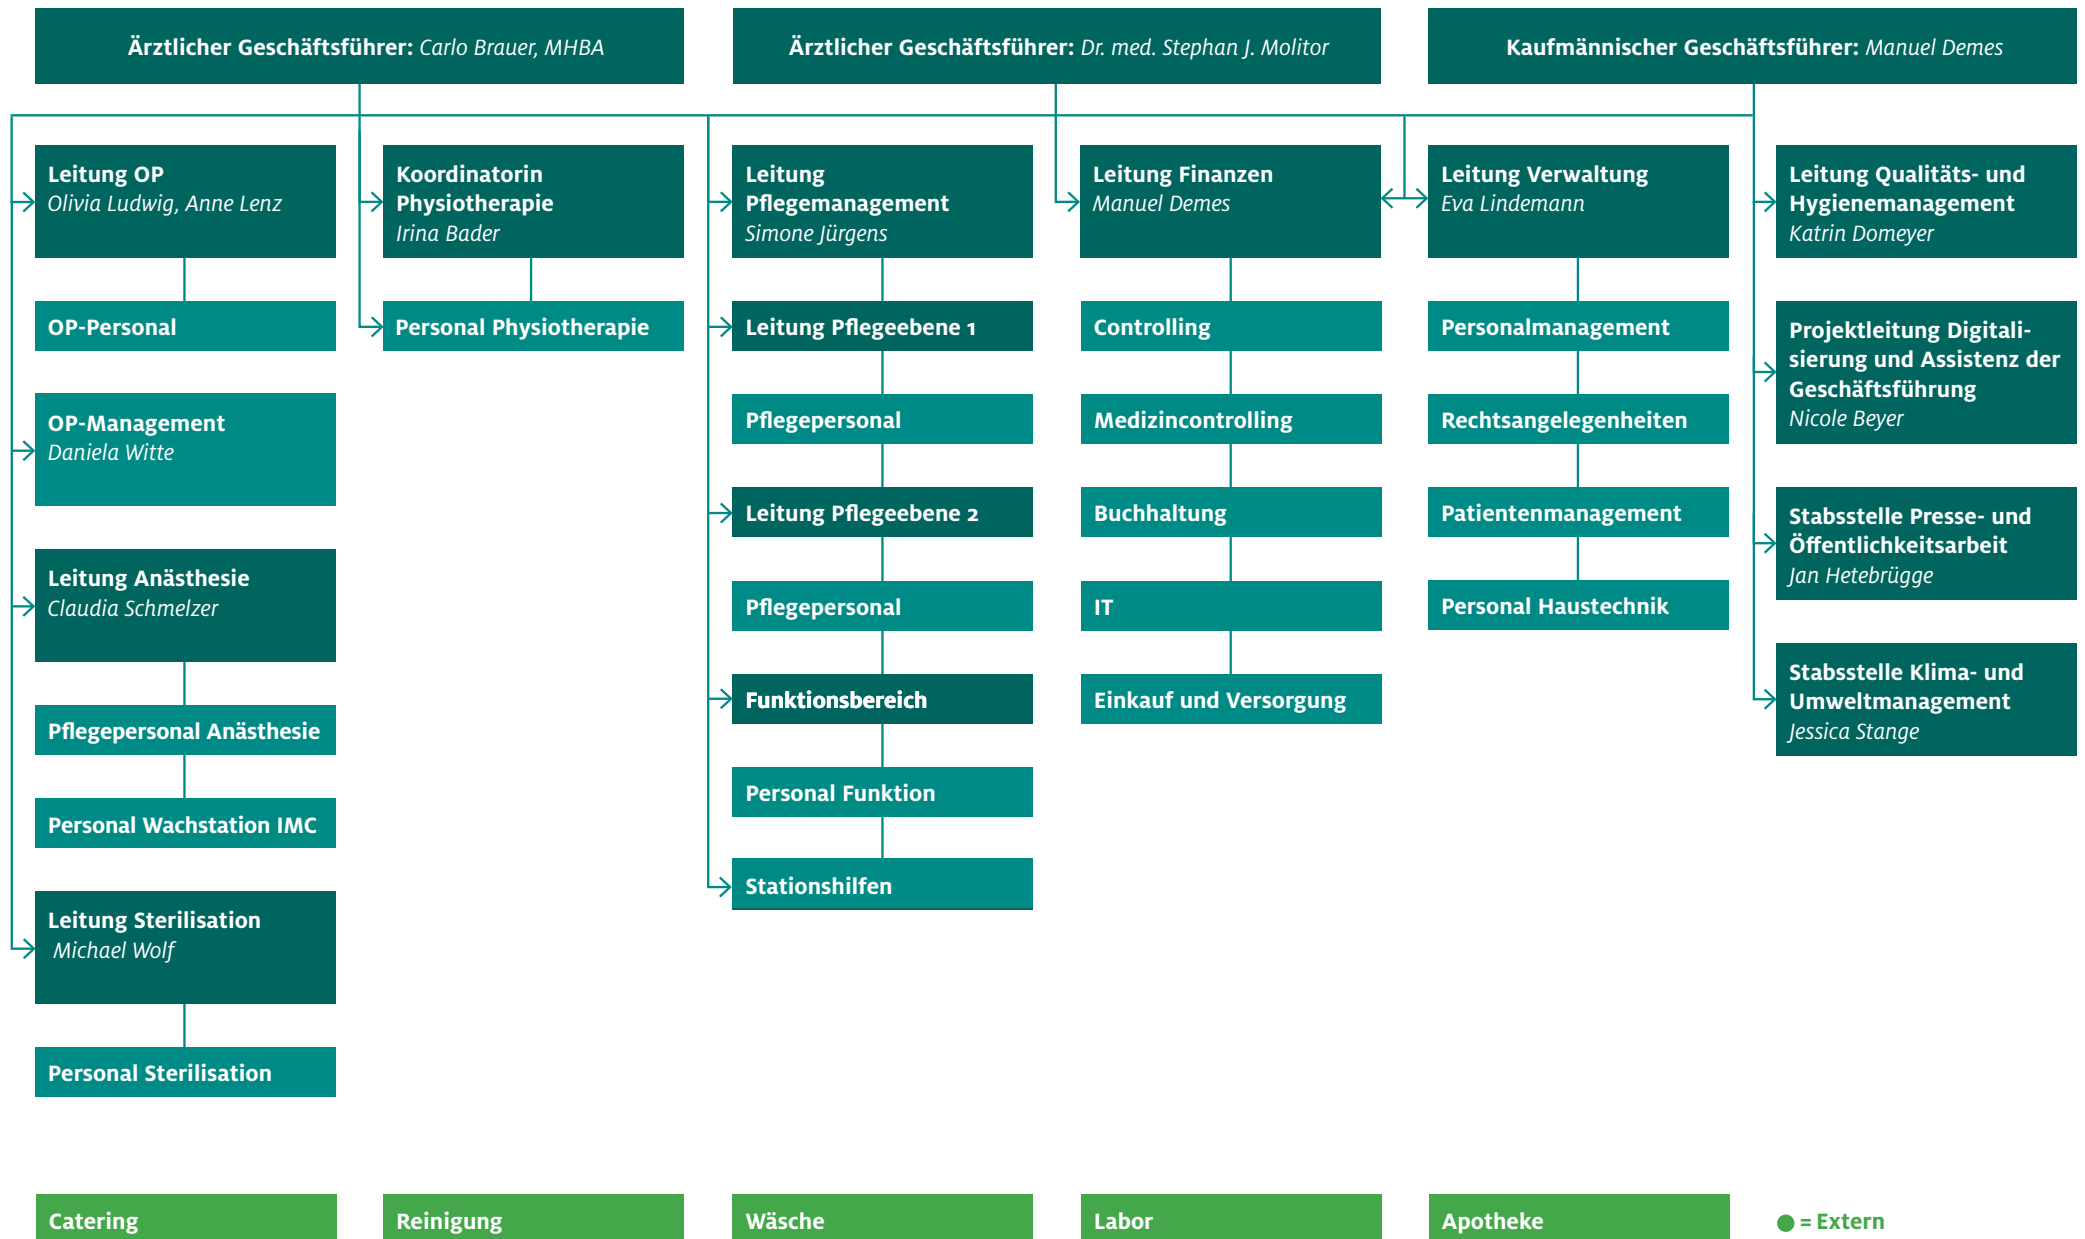 Ärztlicher Geschäftsführer: Carlo Brauer, MHBA
Ärztlicher Geschäftsführer: Dr. med. Stephan J. Molitor
Kaufmännischer Geschäftsführer: Manuel Demes
Leitung OP
Olivia Ludwig, Anne Lenz
OP-Personal
OP-Management
Daniela Witte
Leitung Anästhesie
Claudia Schmelzer
Pflegepersonal Anästhesie
Personal Wachstation IMC
Leitung Sterilisation
Michael Wolf
Personal Sterilisation
Koordinatorin
Physiotherapie
Irina Bader
Personal Physiotherapie
Leitung
Pflegemanagement
Simone Jürgens
Leitung Pflegeebene 1
Pflegepersonal
Leitung Pflegeebene 2
Pflegepersonal
Funktionsbereich
Personal Funktion
Stationshilfen
Leitung Finanzen
Manuel Demes
Controlling
Medizincontrolling
Buchhaltung
IT
Einkauf und Versorgung
Leitung Verwaltung
Eva Lindemann
Personalmanagement
Rechtsangelegenheiten
Patientenmanagement
Personal Haustechnik
Leitung Qualitäts- und
Hygienemanagement
Katrin Domeyer
Projektleitung Digitali-
sierung und Assistenz der
Geschäftsführung
Nicole Beyer
Stabsstelle Presse- und
Öffentlichkeitsarbeit
Jan Hetebrügge
Stabsstelle Klima- und
Umweltmanagement
Jessica Stange
Catering
Reinigung
Wäsche
Labor
Apotheke
= Extern